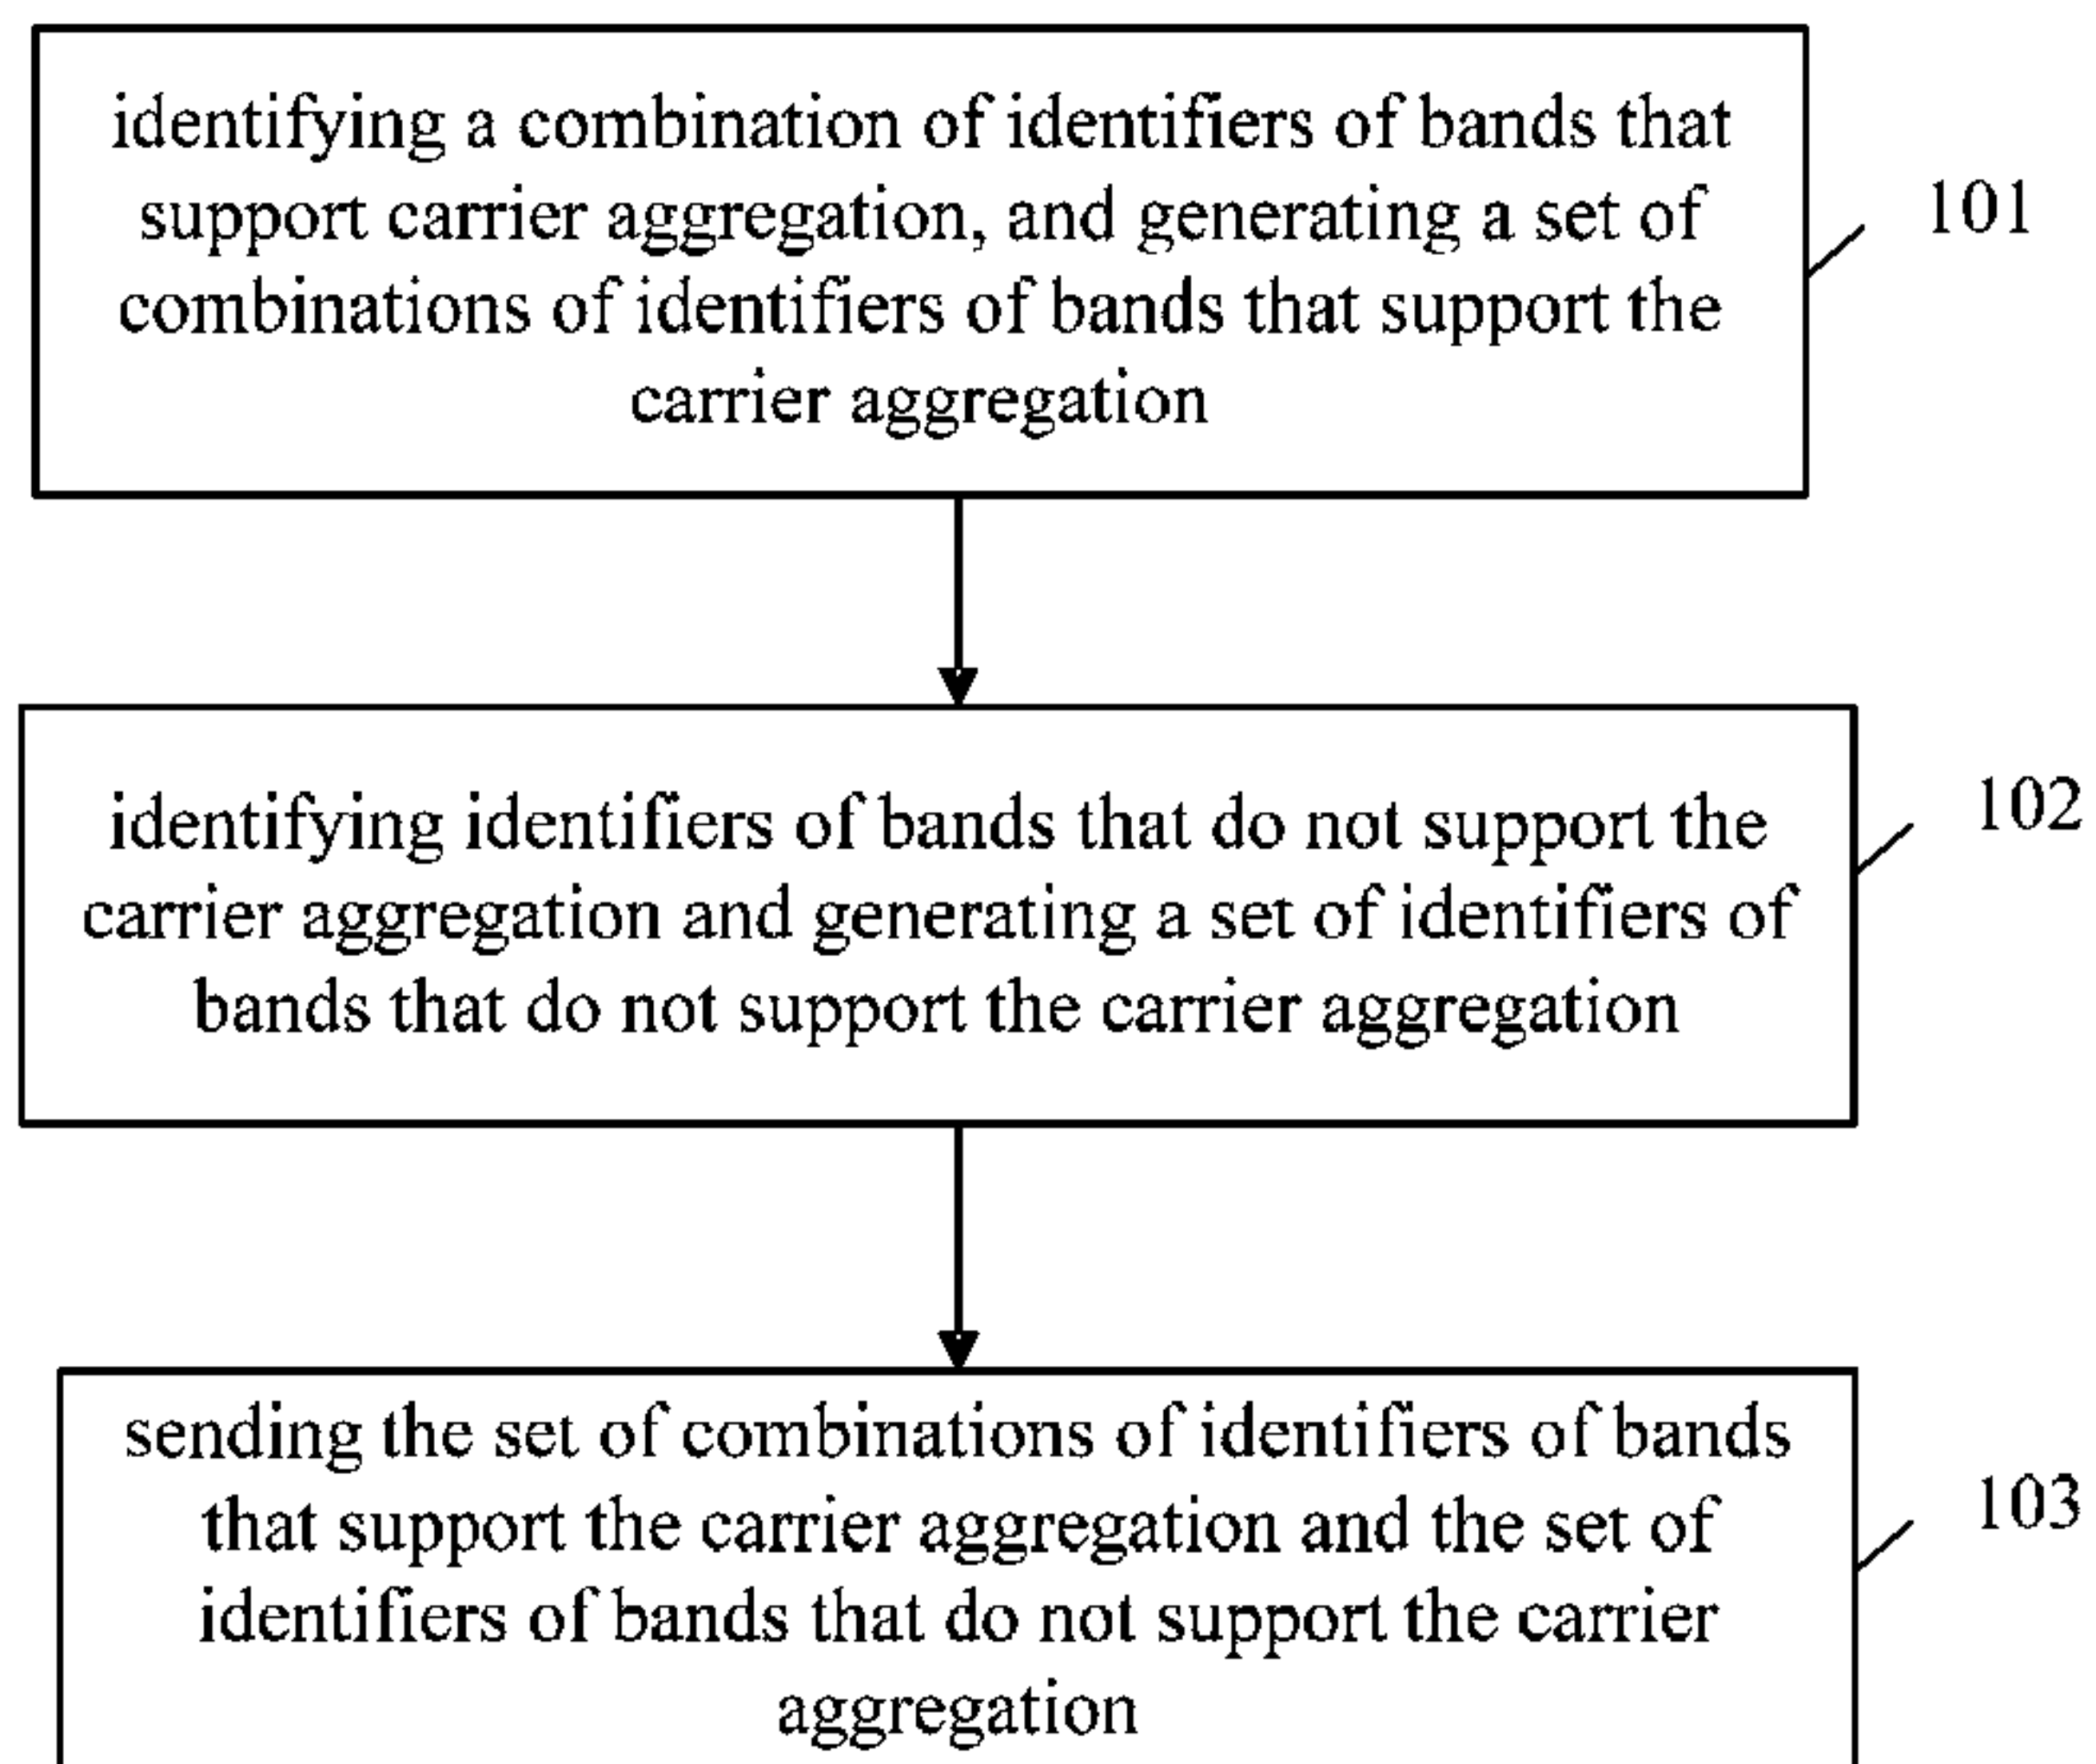 identifying a combination of identifiers of bands that
support carrier aggregation, and generating a set of
combinations of identifiers of bands that support the
carrier aggregation
101
identifying identifiers of bands that do not support the
carrier aggregation and generating a set of identifiers of
bands that do not support the carrier aggregation
102
sending the set of combinations of identifiers of bands
that support the carrier aggregation and the set of
identifiers of bands that do not support the carrier
aggregation
103